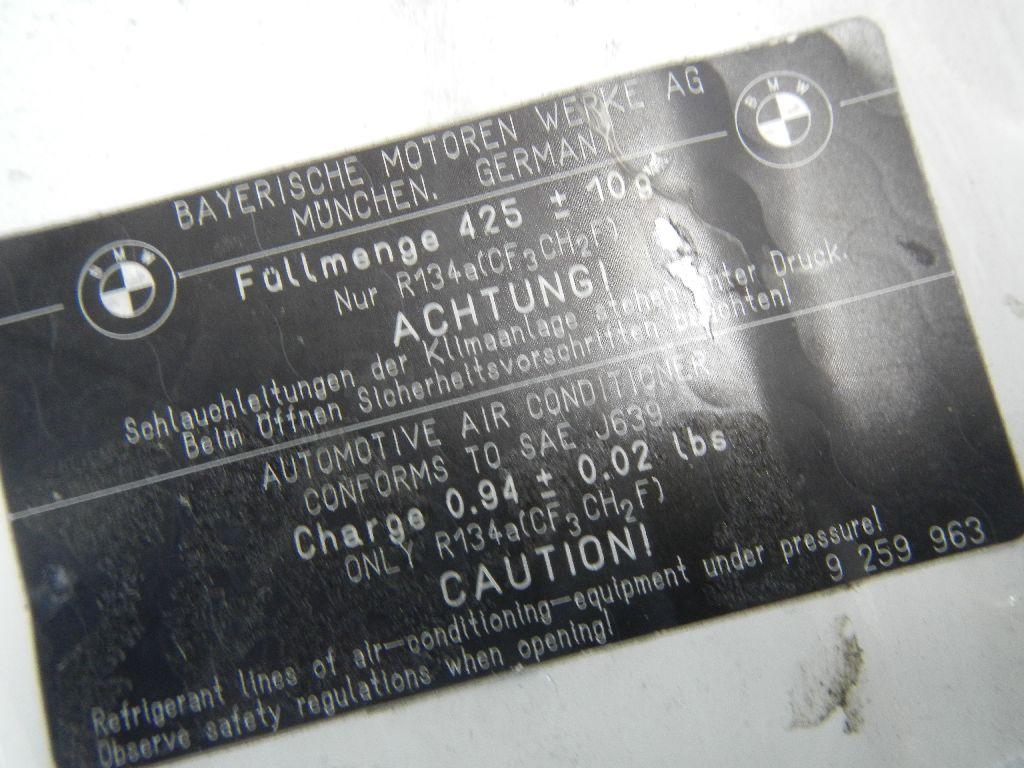 BAYERISCHE MOTOREN WERKE AG
MÜNCHEN. GERMANY
BMW
BMW
Füllmenge 425 ± 10g
Nur R134a(CF3CH2F)
ACHTUNG!
Schlauchleitungen der Klimaanlage stehen unter Druck.
Beim Öffnen Sicherheitsvorschriften beachten!
AUTOMOTIVE AIR CONDITIONER
CONFORMS TO SAE J639
Charge 0.94 ± 0.02 lbs
ONLY R134a(CF3CH2F)
CAUTION!
Refrigerant lines of air-conditioning-equipment under pressure!
Observe safety regulations when opening!
9 259 963